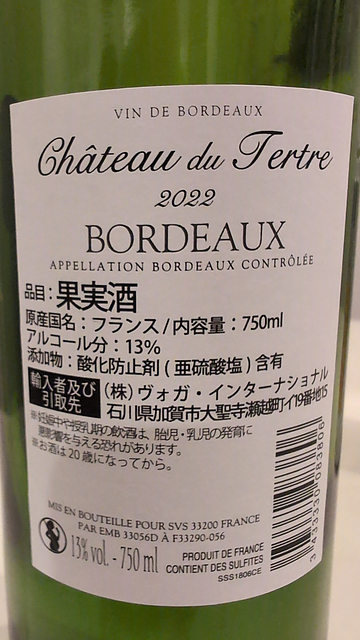 VIN DE BORDEAUX
Château du Tertre
2022
BORDEAUX
APPELLATION BORDEAUX CONTRÔLÉE
品目：果実酒
原産国名：フランス/内容量：750ml
アルコール分：13%
添加物：酸化防止剤(亜硫酸塩)含有
輸入者及び引取先
(株)ヴォガ・インターナショナル
石川県加賀市大聖寺瀬越町イ19番地15
※妊娠中や授乳期の飲酒は、胎児・乳児の発育に
悪影響を与える恐れがあります。
※お酒は20歳になってから。
MIS EN BOUTEILLE POUR SVS 33200 FRANCE
PAR EMB 33056D À F33290-056
13% vol. - 750 ml
PRODUIT DE FRANCE
CONTIENT DES SULFITES
SSS1806CE
3 433330 083806